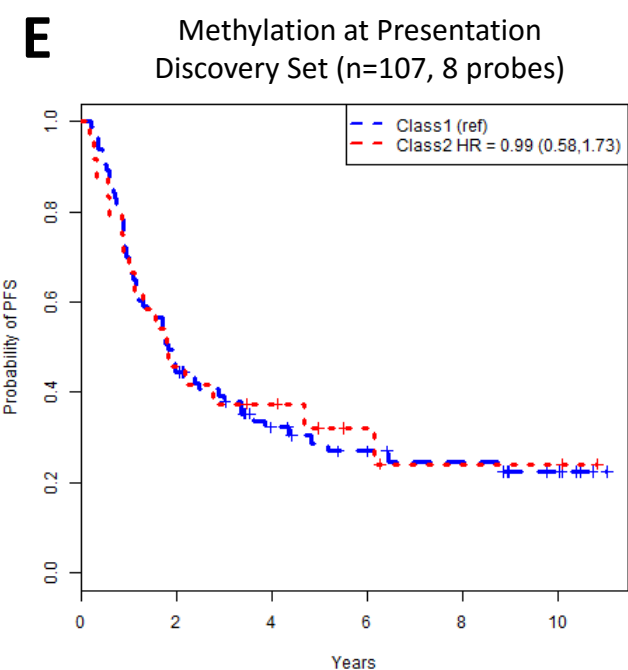 E
Methylation at Presentation
Discovery Set (n=107, 8 probes)
Class1 (ref)
Class2 HR = 0.99 (0.58,1.73)
Probability of PFS
1.0
0.8
0.6
0.4
0.2
0.0
0 2 4 6 8 10
Years